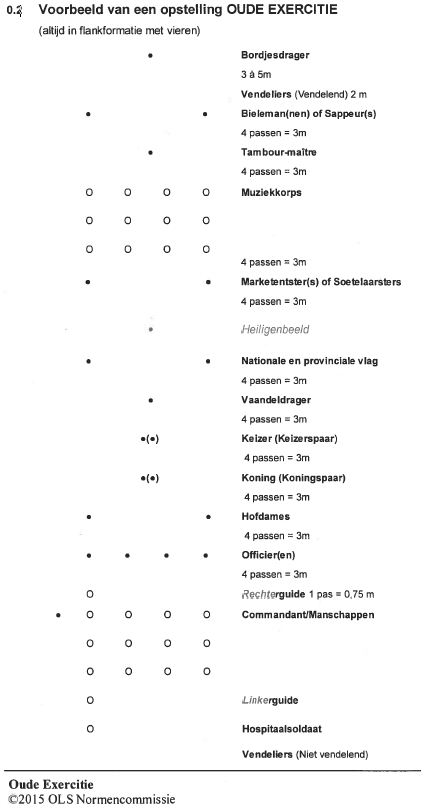 0.2 Voorbeeld van een opstelling OUDE EXERCITIE
(altijd in flankformatie met vieren)
Bordjesdrager
3 à 5m
Vendeliers (Vendelend) 2 m
Bieleman(nen) of Sappeur(s)
4 passen = 3m
Tambour-maître
4 passen = 3m
O O O O Muziekkorps
O O O O
O O O O
4 passen = 3m
Marketentster(s) of Soetelaarsters
4 passen = 3m
Heiligenbeeld
Nationale en provinciale vlag
4 passen = 3m
Vaandeldrager
4 passen = 3m
Keizer (Keizerspaar)
4 passen = 3m
Koning (Koningspaar)
4 passen = 3m
Hofdames
4 passen = 3m
Officier(en)
4 passen = 3m
O Rechterguide 1 pas = 0,75 m
O O O O Commandant/Manschappen
O O O O
O O O O
O Linkerguide
O Hospitaalsoldaat
Vendeliers (Niet vendelend)
Oude Exercitie
©2015 OLS Normencommissie